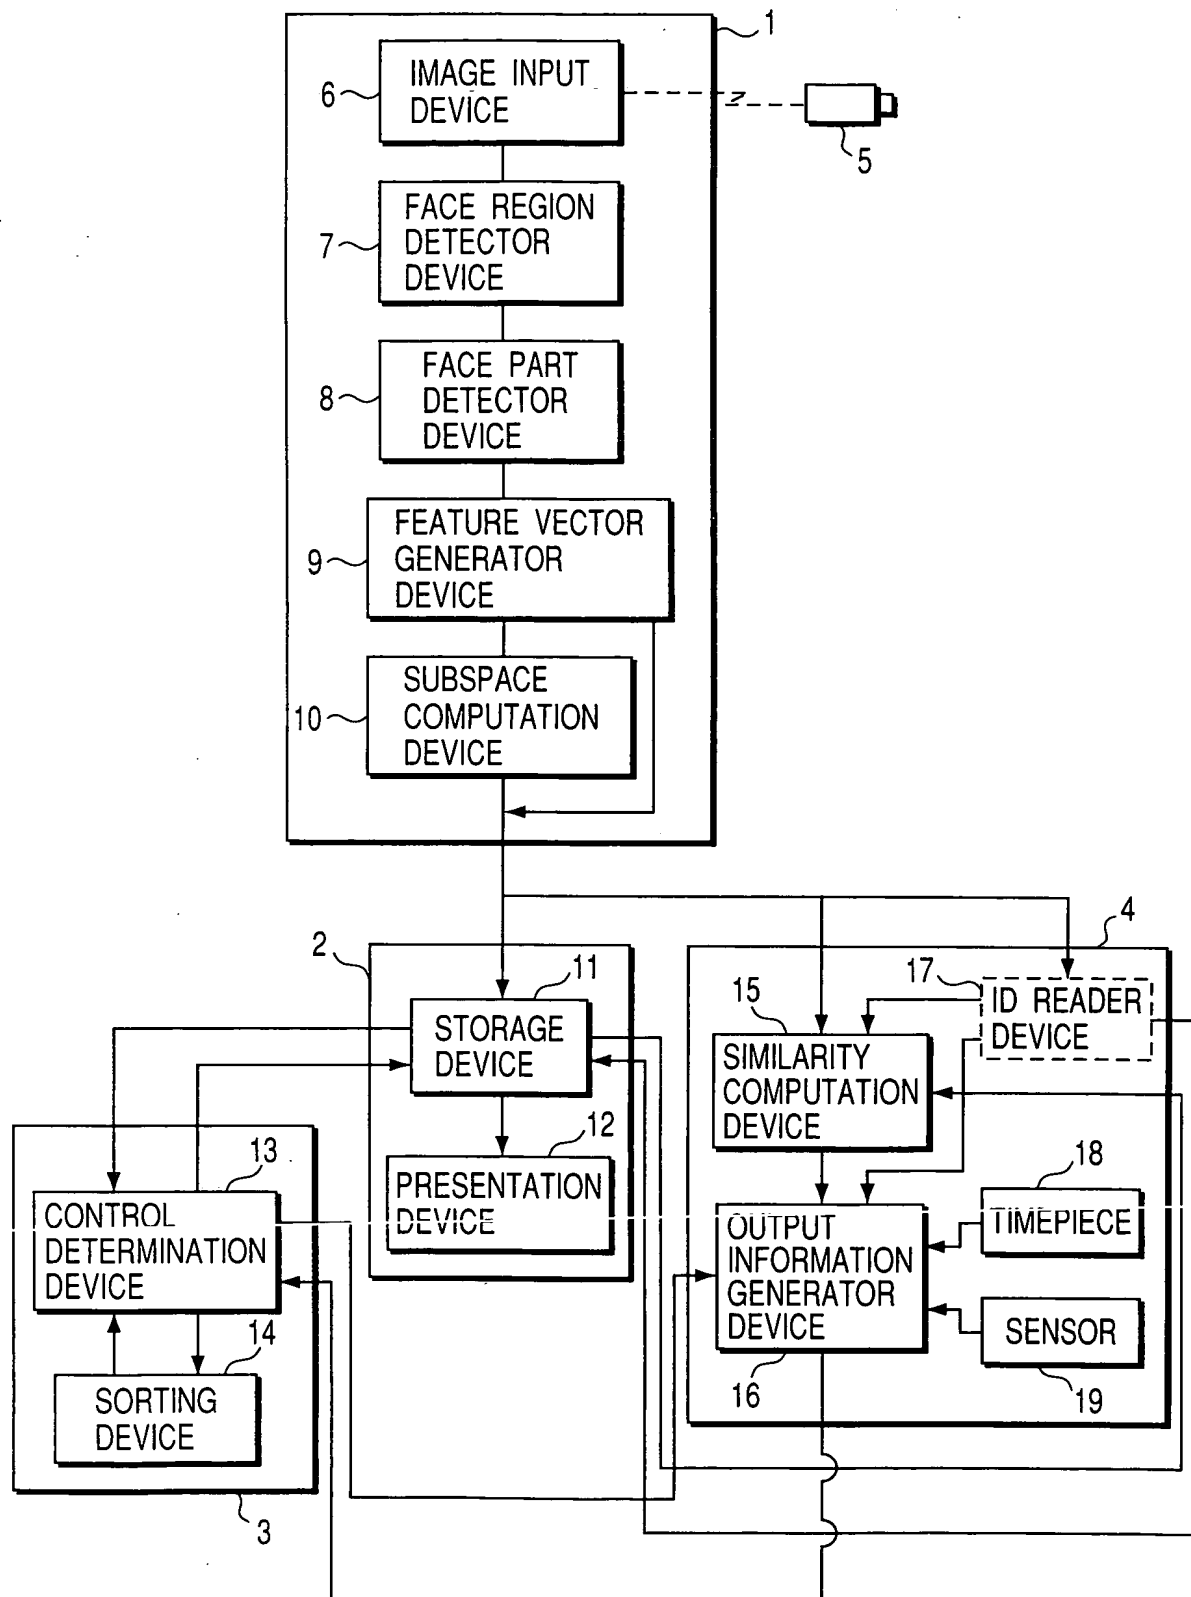 1
IMAGE INPUT
DEVICE
6
5
FACE REGION
DETECTOR
DEVICE
7
FACE PART
DETECTOR
DEVICE
8
FEATURE VECTOR
GENERATOR
DEVICE
9
SUBSPACE
COMPUTATION
DEVICE
10
2
11
STORAGE
DEVICE
12
PRESENTATION
DEVICE
4
17
ID READER
DEVICE
15
SIMILARITY
COMPUTATION
DEVICE
13
CONTROL
DETERMINATION
DEVICE
14
SORTING
DEVICE
3
OUTPUT
INFORMATION
GENERATOR
DEVICE
16
18
TIMEPIECE
SENSOR
19